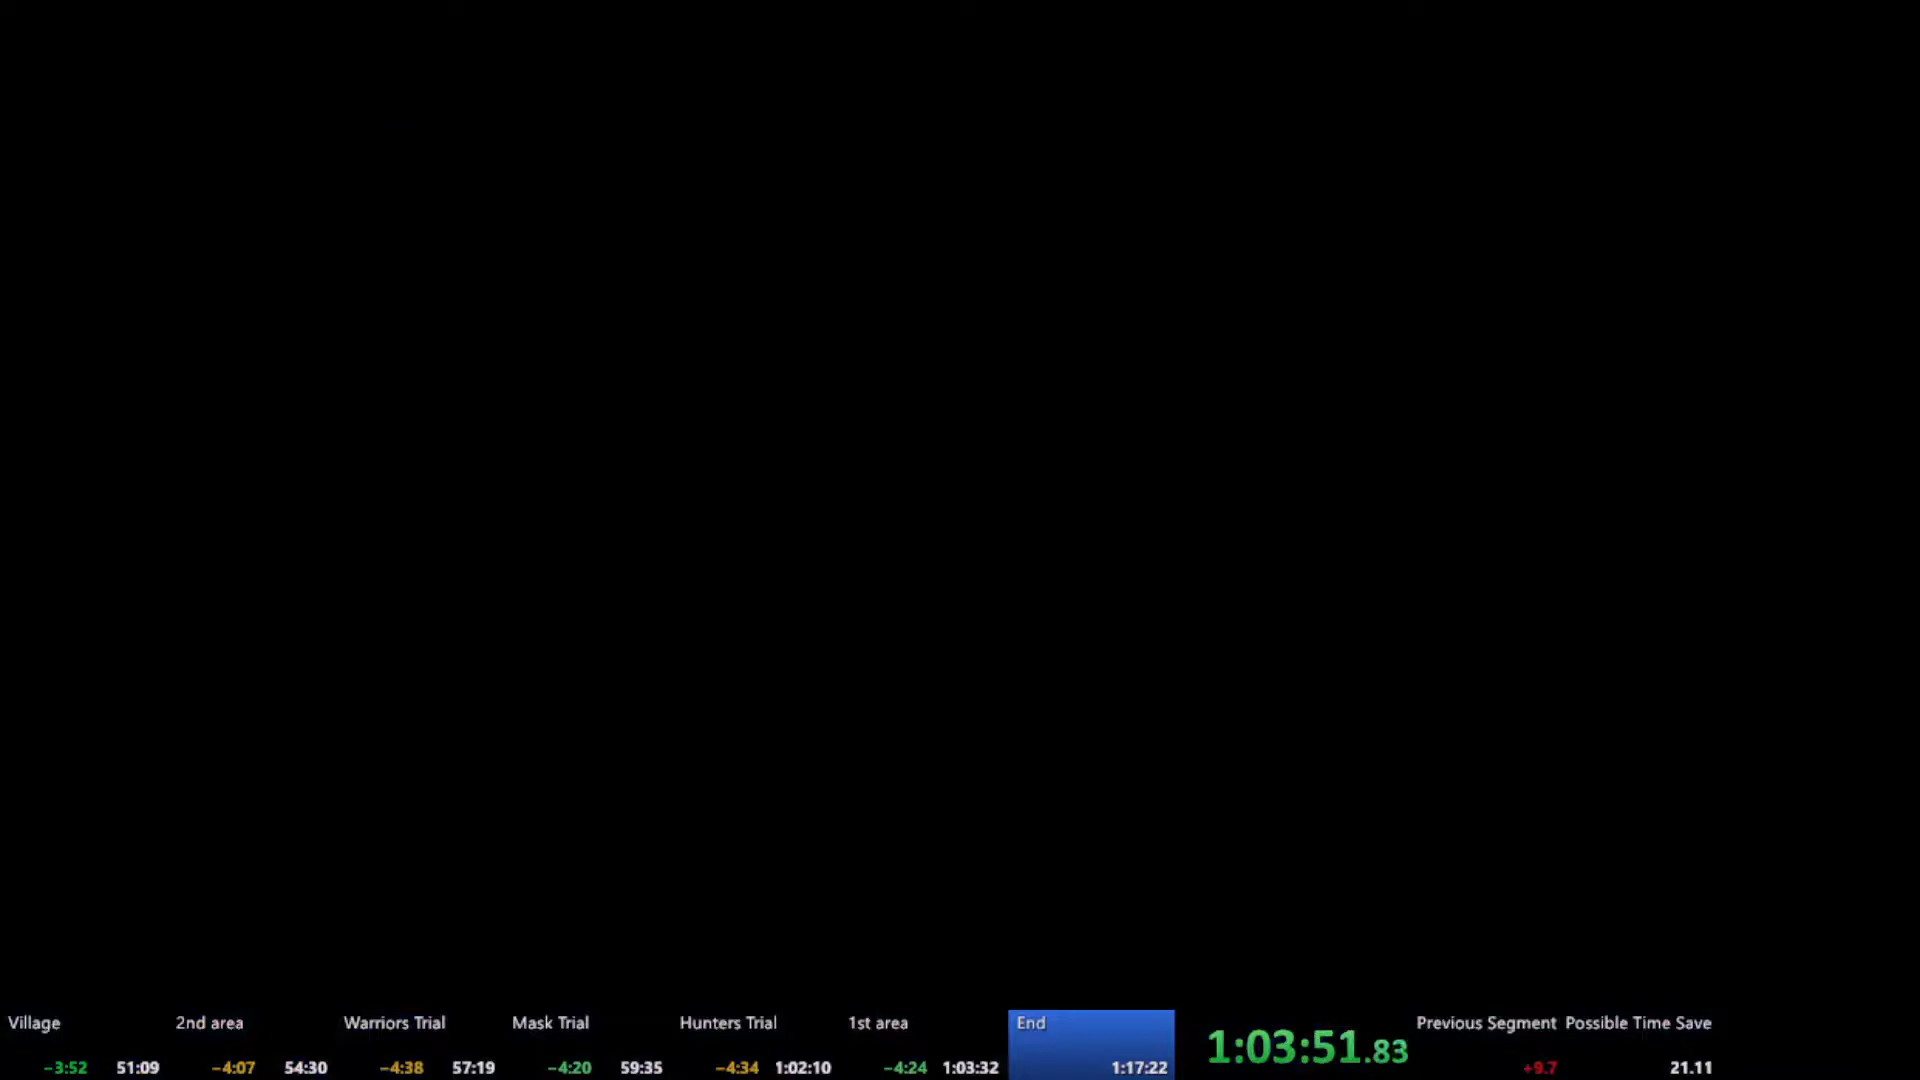 Village 2nd area Warriors Trial Mask Trial Hunters Trial 1st area End Previous Segment Possible Time Save
1:03:51.83
−3:52 51:09 −4:07 54:30 −4:38 57:19 −4:20 59:35 −4:34 1:02:10 −4:24 1:03:32 1:17:22 +9.7 21.11